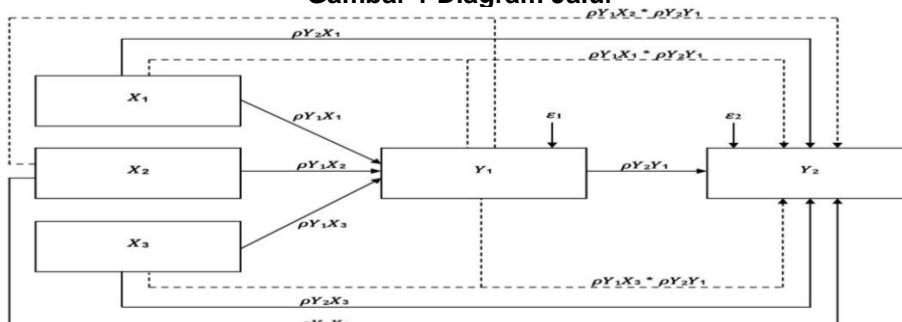 Gambar 1 Diagram Jalur
ρY₁X₂ * ρY₂Y₁
ρY₂X₁
ρY₁X₁ * ρY₂Y₁
X₁
ρY₁X₁
ε₁
ε₂
X₂
ρY₁X₂
Y₁
ρY₂Y₁
Y₂
ρY₁X₃
X₃
ρY₁X₃ * ρY₂Y₁
ρY₂X₃